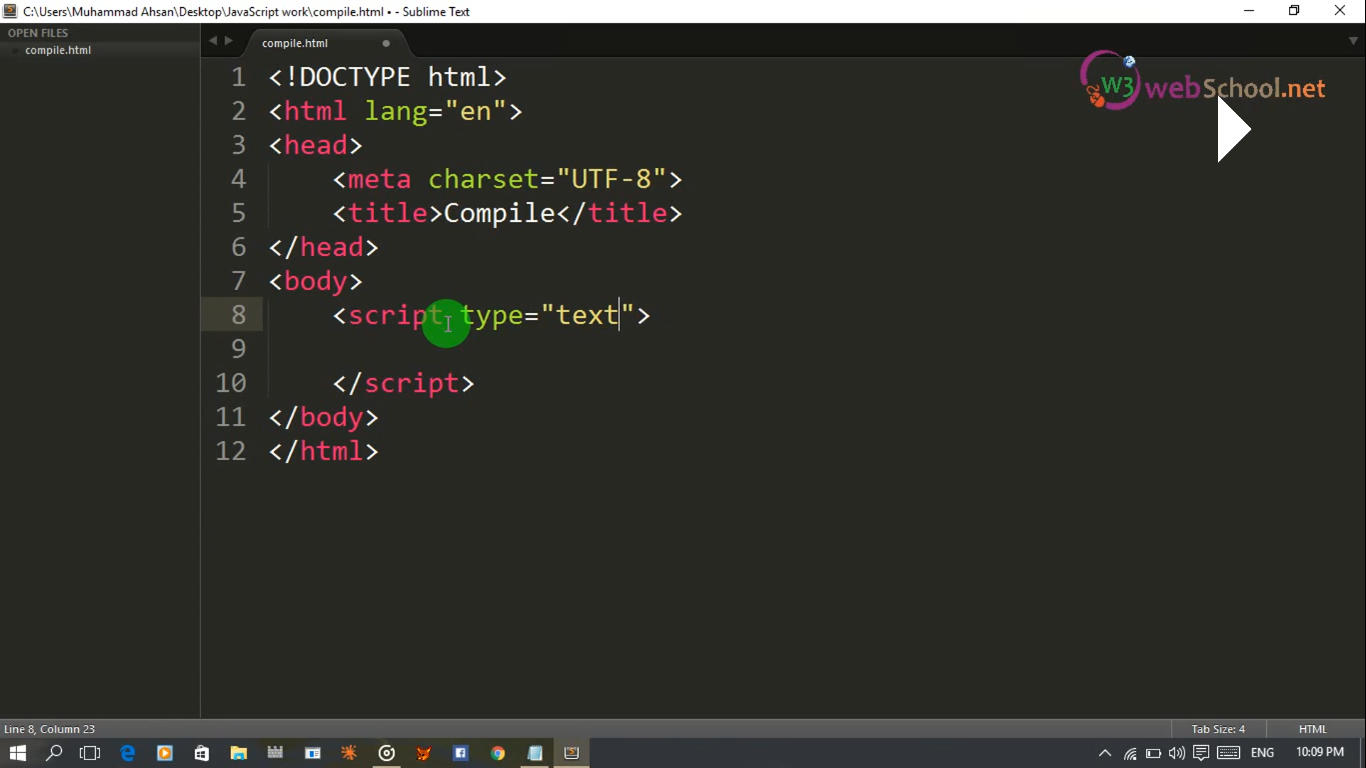 C:\Users\Muhammad Ahsan\Desktop\JavaScript work\compile.html • - Sublime Text
OPEN FILES
compile.html
compile.html
W3 webSchool.net
1 <!DOCTYPE html>
2 <html lang="en">
3 <head>
4     <meta charset="UTF-8">
5     <title>Compile</title>
6 </head>
7 <body>
8     <script type="text">
9
10     </script>
11 </body>
12 </html>
Line 8, Column 23
Tab Size: 4
HTML
ENG
10:09 PM